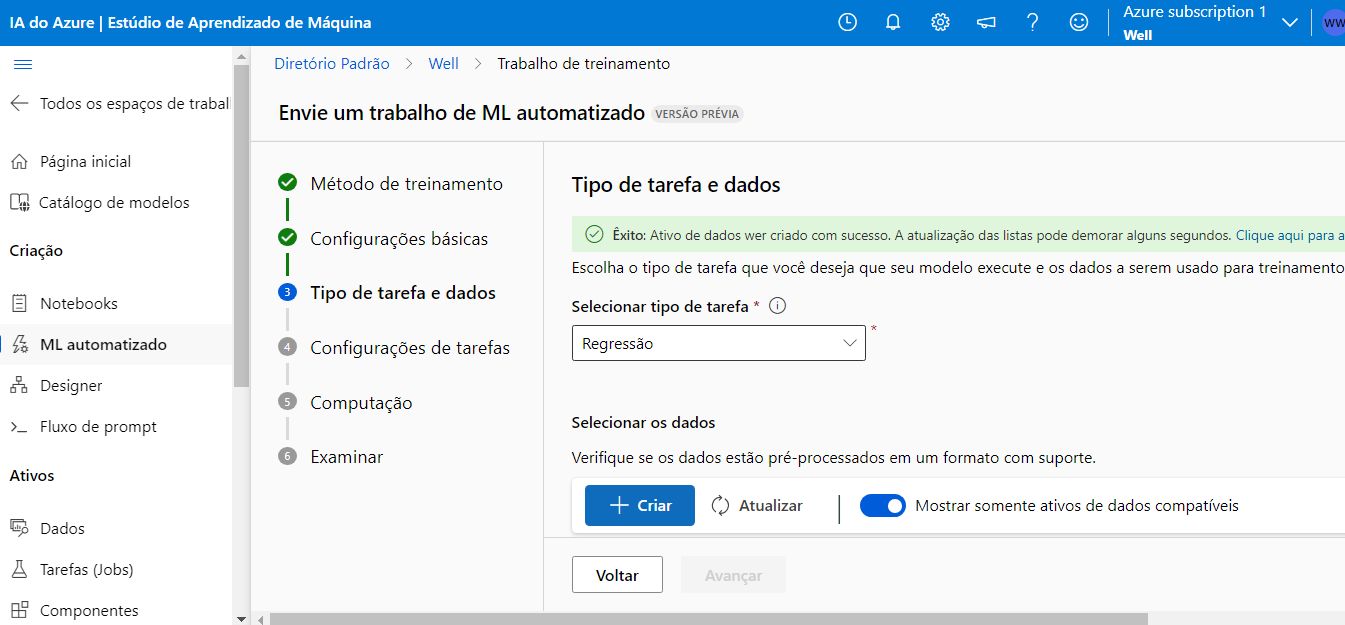 IA do Azure | Estúdio de Aprendizado de Máquina
Azure subscription 1
Well
WW
Todos os espaços de trabal
Página inicial
Catálogo de modelos
Criação
Notebooks
ML automatizado
Designer
Fluxo de prompt
Ativos
Dados
Tarefas (Jobs)
Componentes
Diretório Padrão > Well > Trabalho de treinamento
Envie um trabalho de ML automatizado VERSÃO PRÉVIA
Método de treinamento
Configurações básicas
3 Tipo de tarefa e dados
4 Configurações de tarefas
5 Computação
6 Examinar
Tipo de tarefa e dados
Êxito: Ativo de dados wer criado com sucesso. A atualização das listas pode demorar alguns segundos. Clique aqui para a
Escolha o tipo de tarefa que você deseja que seu modelo execute e os dados a serem usado para treinamento
Selecionar tipo de tarefa *
Regressão *
Selecionar os dados
Verifique se os dados estão pré-processados em um formato com suporte.
Criar Atualizar Mostrar somente ativos de dados compatíveis
Voltar Avançar